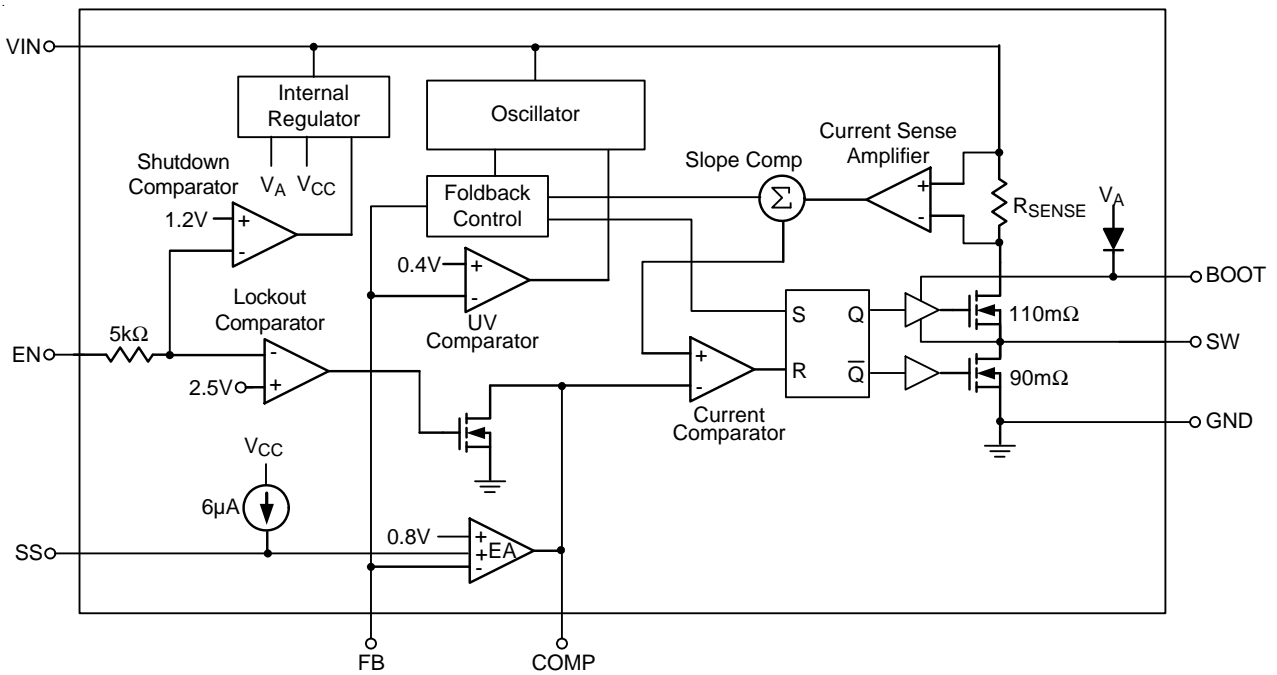 VIN
Internal
Regulator
Oscillator
Shutdown
Comparator
VA VCC
1.2V
+
-
Foldback
Control
Slope Comp
Σ
Current Sense
Amplifier
+
-
RSENSE
VA
BOOT
0.4V
+
-
UV
Comparator
Lockout
Comparator
5kΩ
EN
-
2.5V
+
S Q
R Q̅
110mΩ
SW
90mΩ
+
-
Current
Comparator
GND
VCC
6µA
SS
0.8V
+
+EA
-
FB
COMP